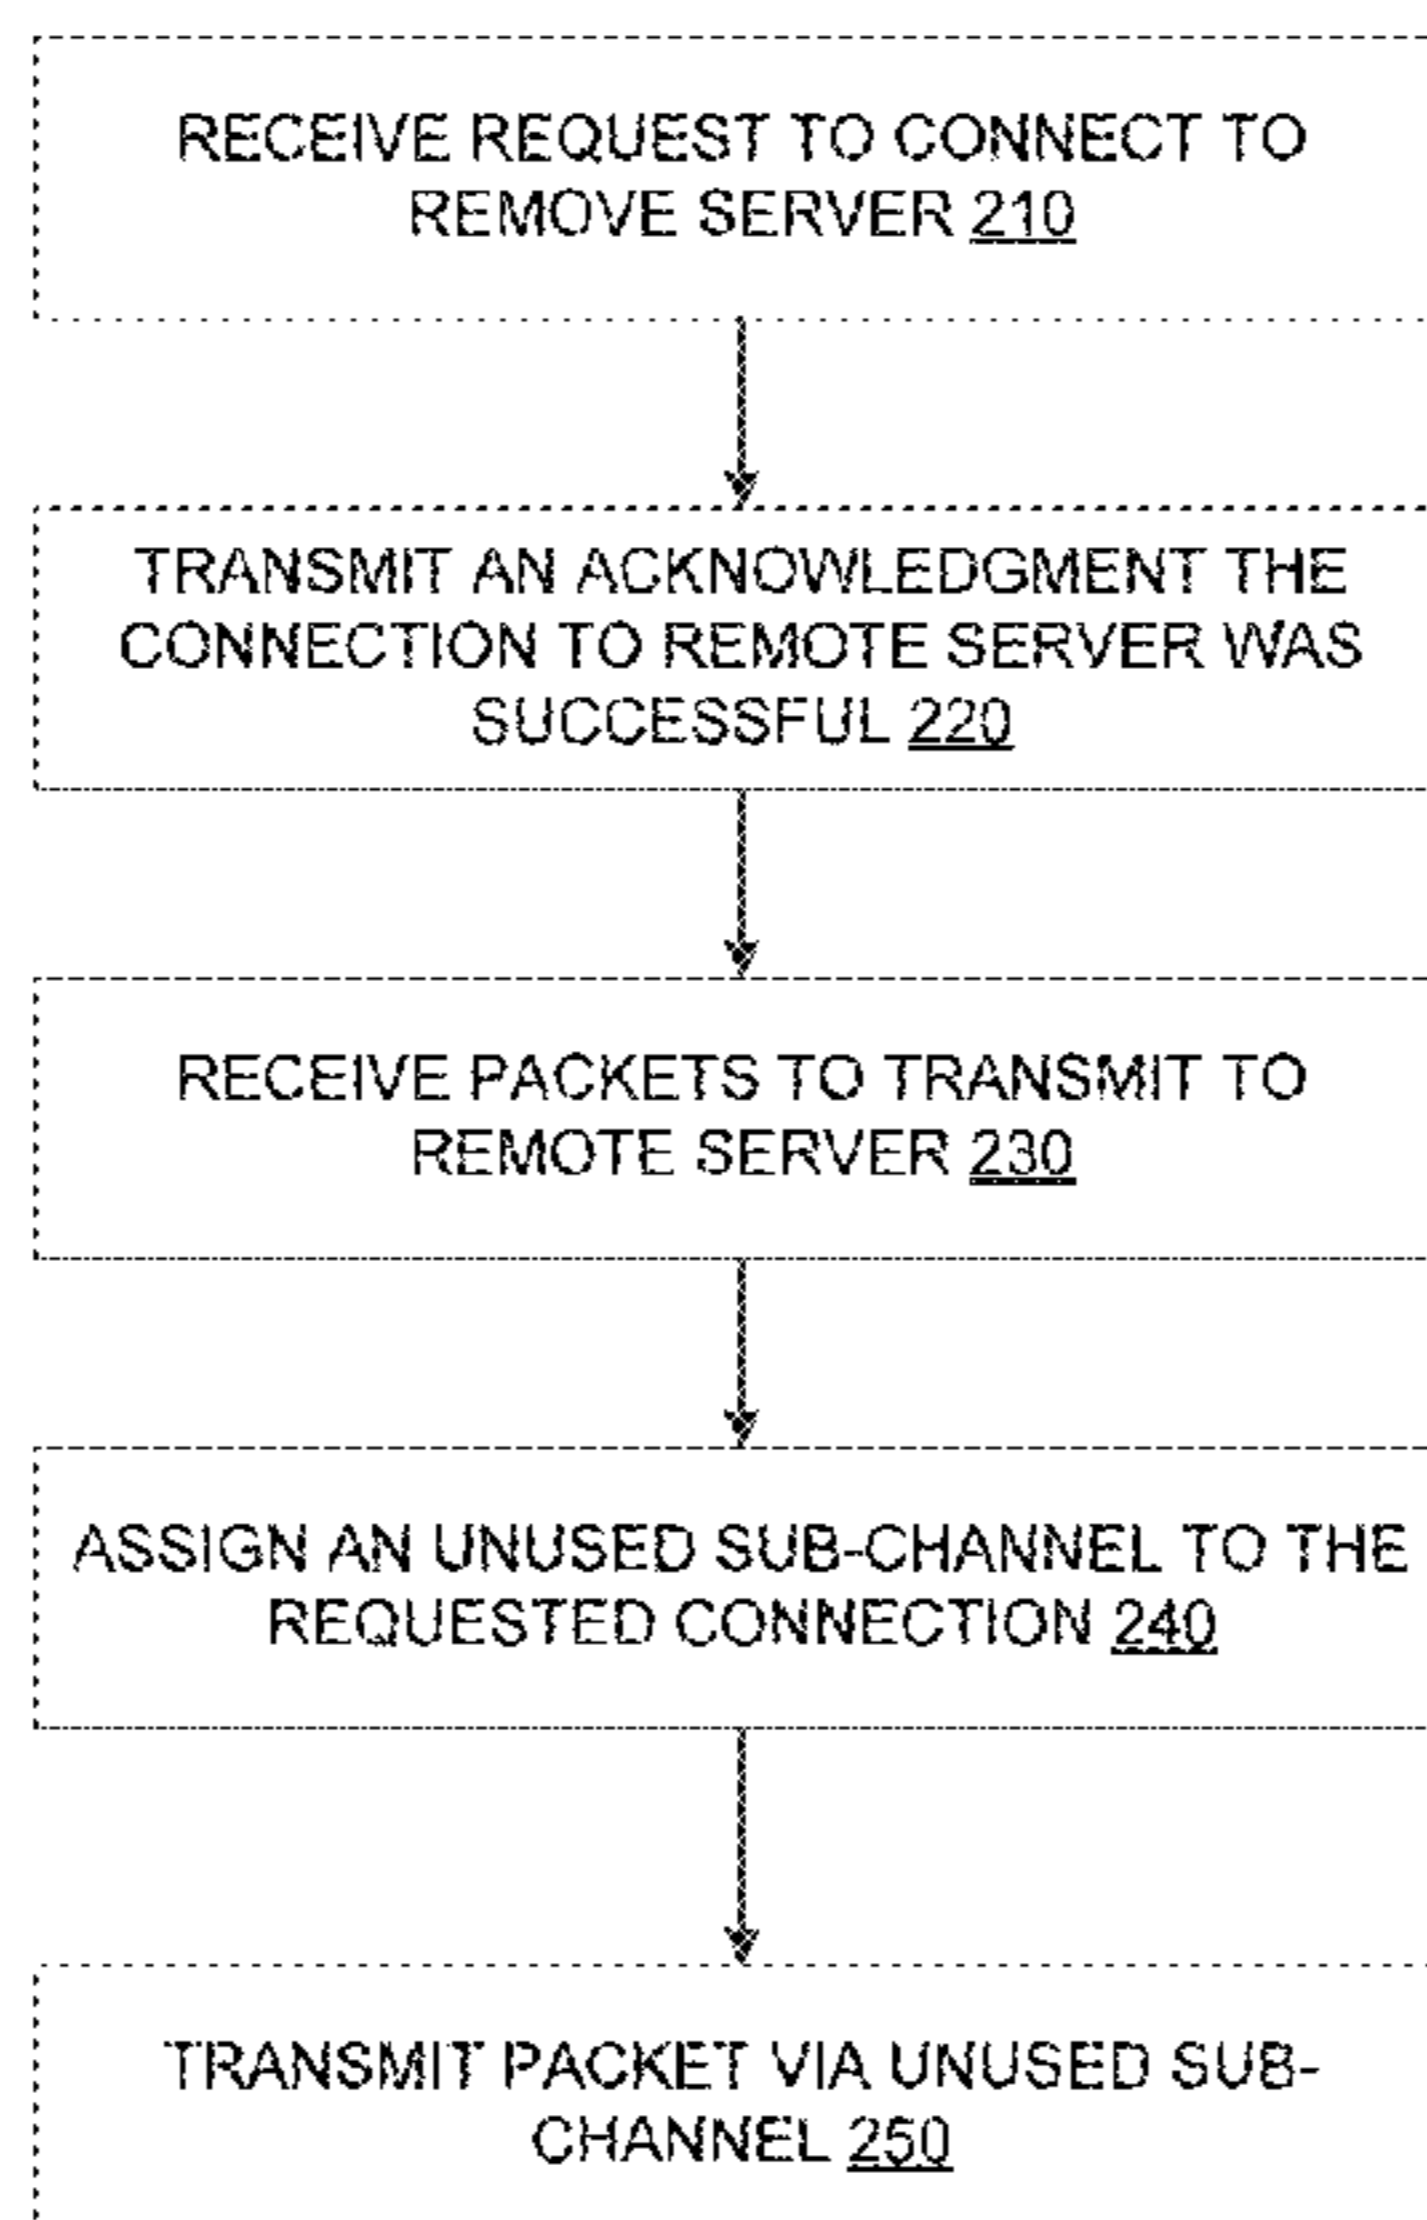 RECEIVE REQUEST TO CONNECT TO
REMOVE SERVER 210
TRANSMIT AN ACKNOWLEDGMENT THE
CONNECTION TO REMOTE SERVER WAS
SUCCESSFUL 220
RECEIVE PACKETS TO TRANSMIT TO
REMOTE SERVER 230
ASSIGN AN UNUSED SUB-CHANNEL TO THE
REQUESTED CONNECTION 240
TRANSMIT PACKET VIA UNUSED SUB-
CHANNEL 250